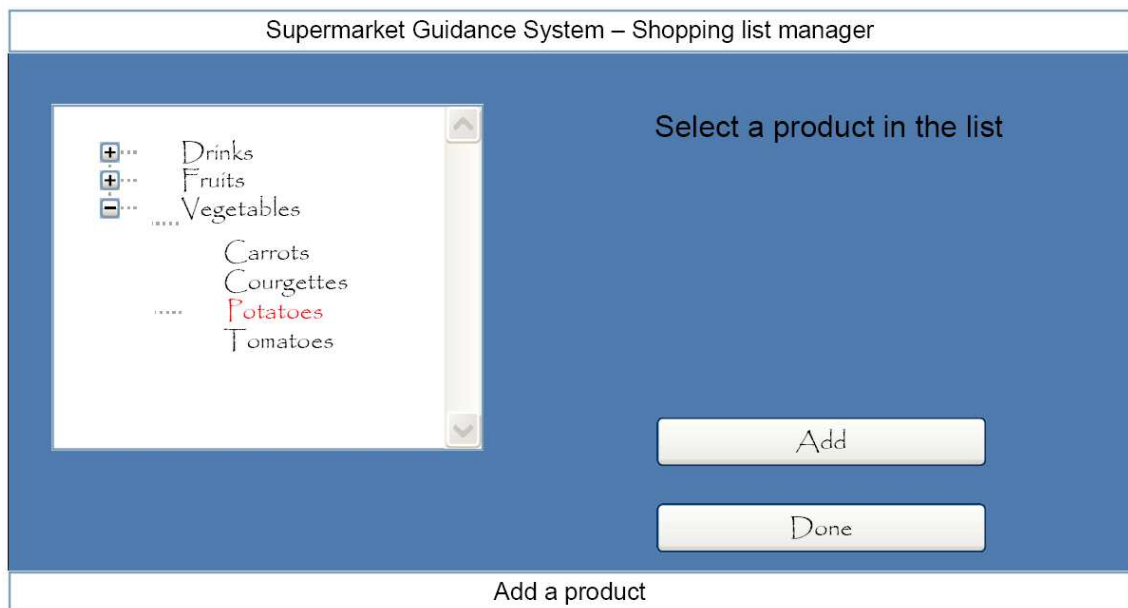 Supermarket Guidance System – Shopping list manager
Drinks
Fruits
Vegetables
Carrots
Courgettes
Potatoes
Tomatoes
Select a product in the list
Add
Done
Add a product